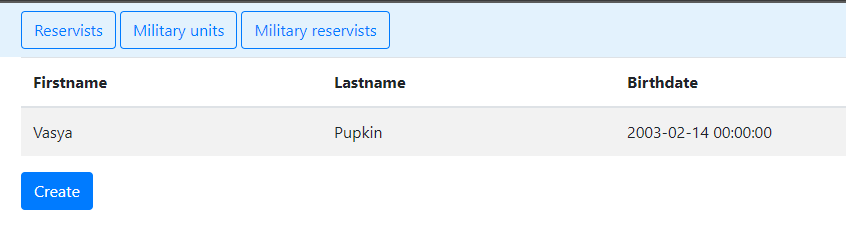 Reservists Military units Military reservists
Firstname Lastname Birthdate
Vasya Pupkin 2003-02-14 00:00:00
Create